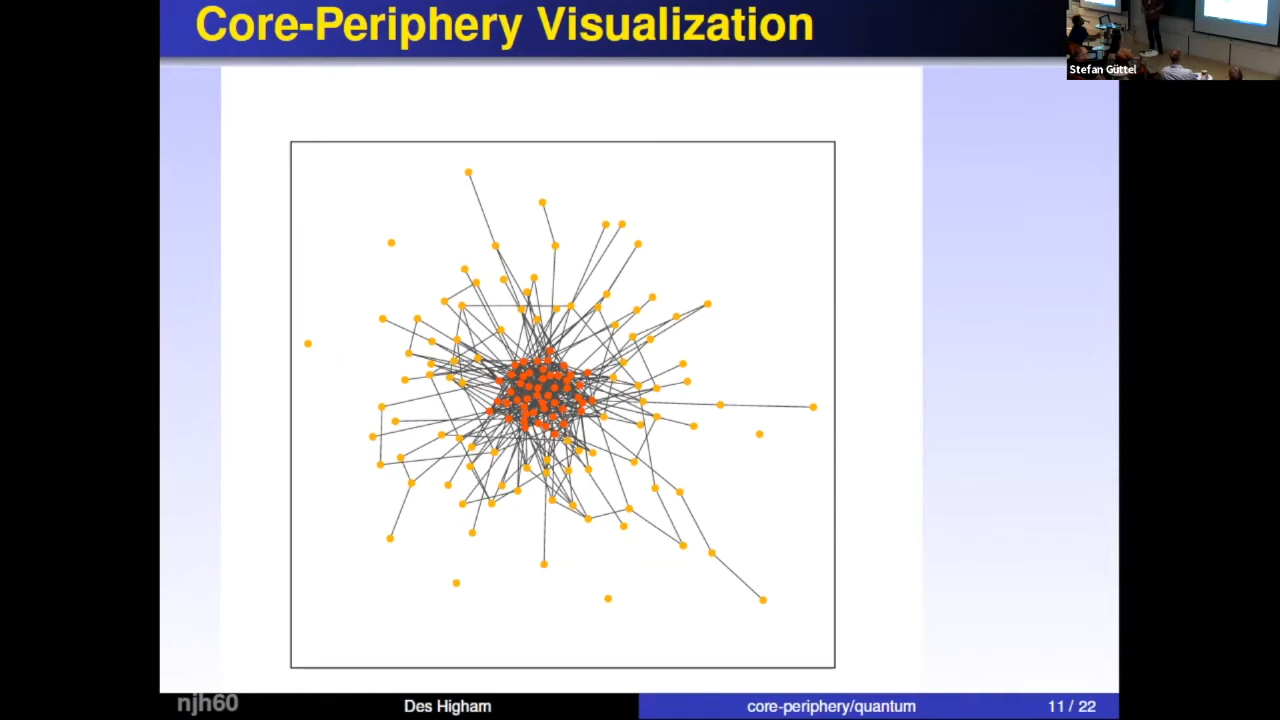 Core-Periphery Visualization
Stefan Güttel
njh60
Des Higham
core-periphery/quantum
11 / 22